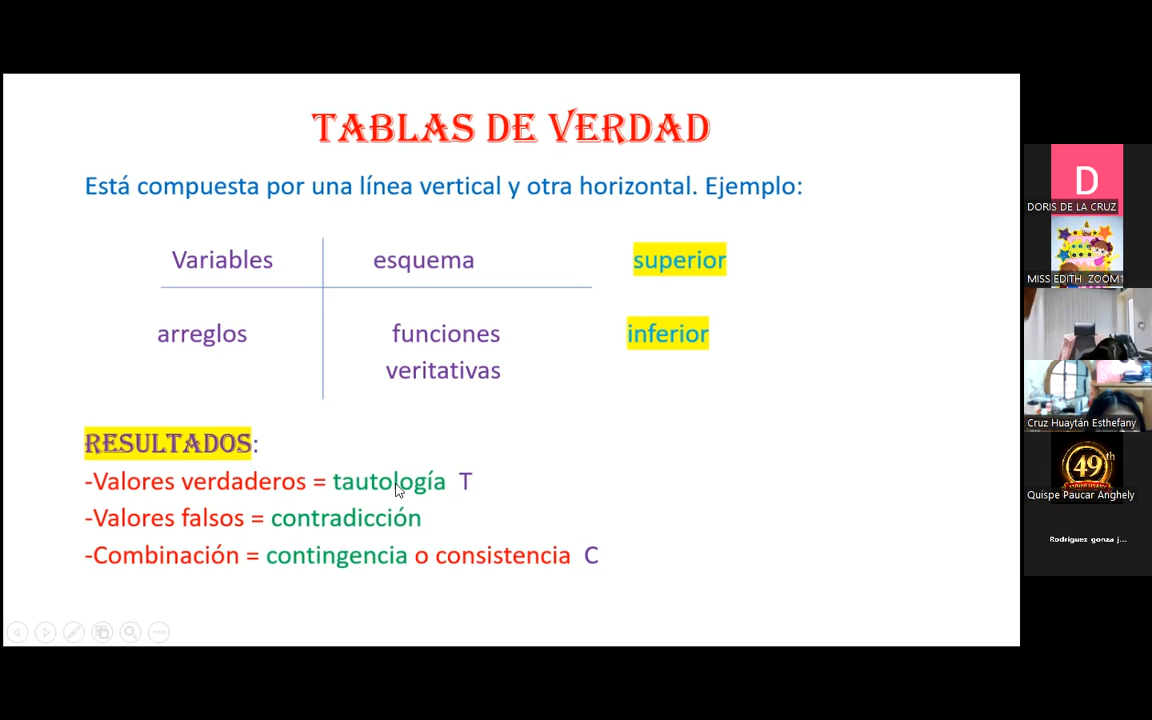 TABLAS DE VERDAD
Está compuesta por una línea vertical y otra horizontal. Ejemplo:
Variables esquema superior
arreglos funciones inferior
veritativas
RESULTADOS:
-Valores verdaderos = tautología T
-Valores falsos = contradicción
-Combinación = contingencia o consistencia C
D
DORIS DE LA CRUZ
MISS EDITH ZOOM1
Cruz Huaytán Esthefany
49th
Quispe Paucar Anghely
Rodriguez gonza j...